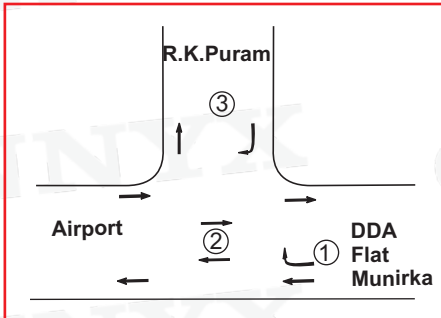 R.K.Puram
③
Airport
②
①
DDA
Flat
Munirka